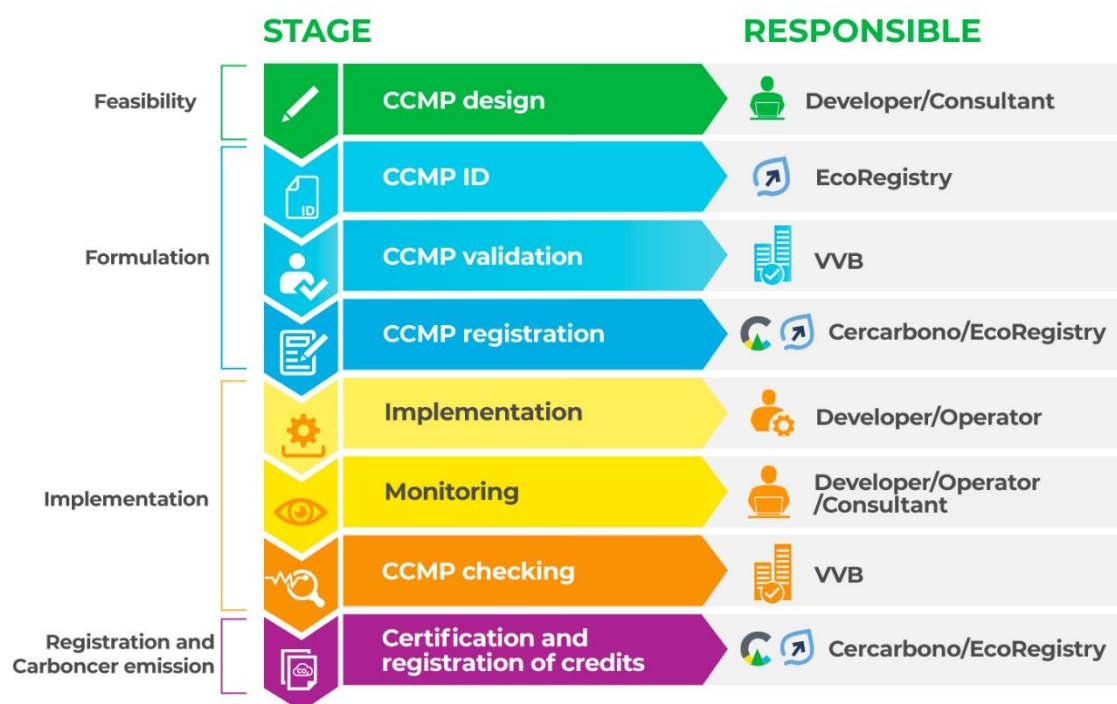 STAGE
RESPONSIBLE
Feasibility
CCMP design
Developer/Consultant
Formulation
ID
CCMP ID
EcoRegistry
CCMP validation
VVB
CCMP registration
Cercarbono/EcoRegistry
Implementation
Implementation
Developer/Operator
Monitoring
Developer/Operator
/Consultant
CCMP checking
VVB
Registration and
Carboncer emission
CO₂
Certification and
registration of credits
Cercarbono/EcoRegistry